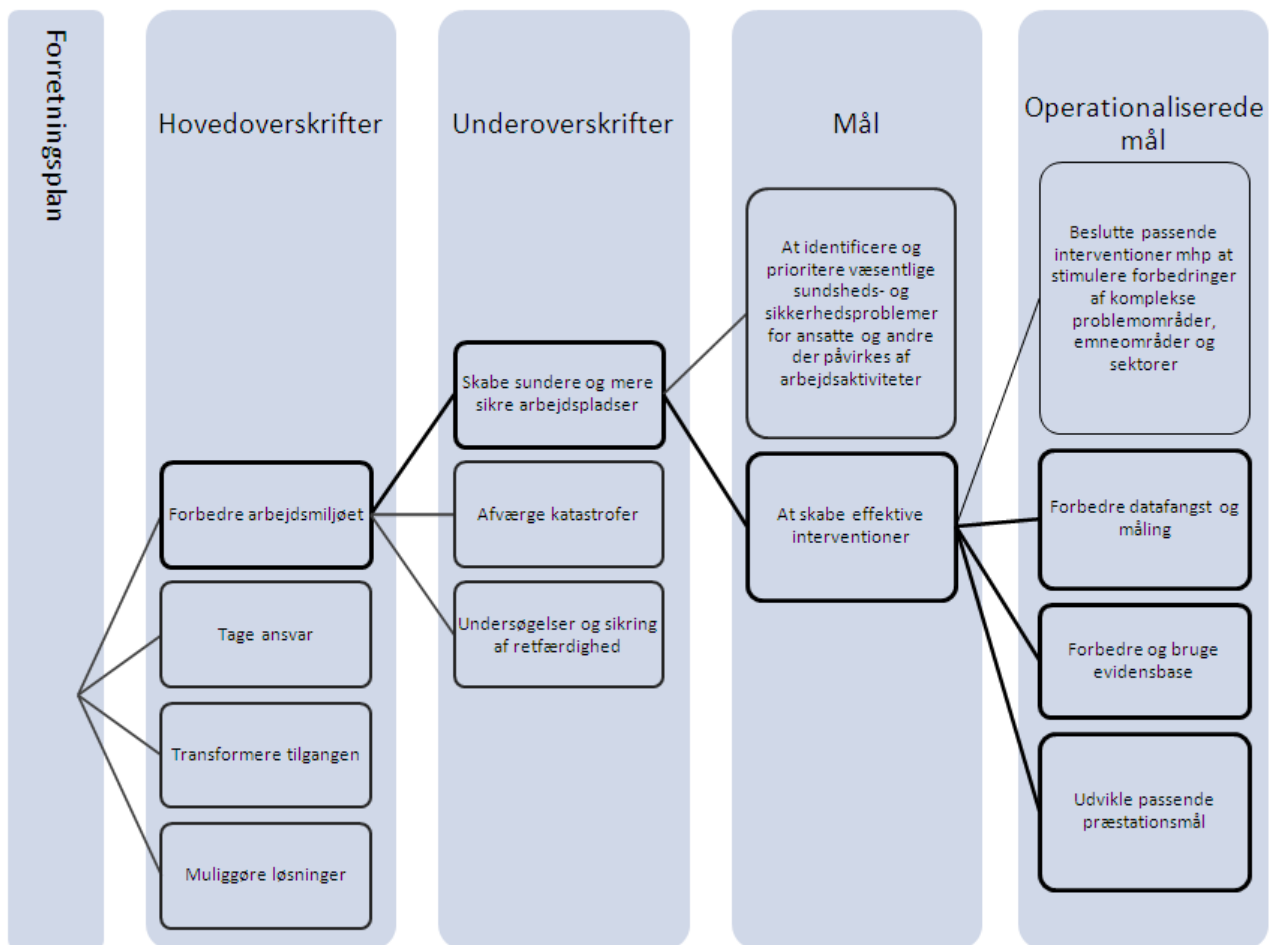 Forretningsplan
Hovedoverskrifter
Forbedre arbejdsmiljøet
Tage ansvar
Transformere tilgangen
Muliggøre løsninger
Underoverskrifter
Skabe sundere og mere
sikre arbejdspladser
Afværge katastrofer
Undersøgelser og sikring
af retfærdighed
Mål
At identificere og
prioritere væsentlige
sundsheds- og
sikkerhedsproblemer
for ansatte og andre
der påvirkes af
arbejdsaktiviteter
At skabe effektive
interventioner
Operationaliserede
mål
Beslutte passende
interventioner mhp at
stimulere forbedringer
af komplekse
problemområder,
emneområder og
sektorer
Forbedre datafangst og
måling
Forbedre og bruge
evidensbase
Udvikle passende
præstationsmål